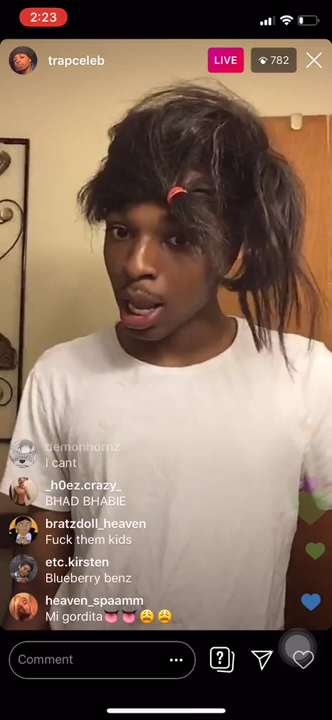 2:23
trapceleb
LIVE
782
demonhornz
I cant
_h0ez.crazy_
BHAD BHABIE
bratzdoll_heaven
Fuck them kids
etc.kirsten
Blueberry benz
heaven_spaamm
Mi gordita👅👅😩😩
Comment